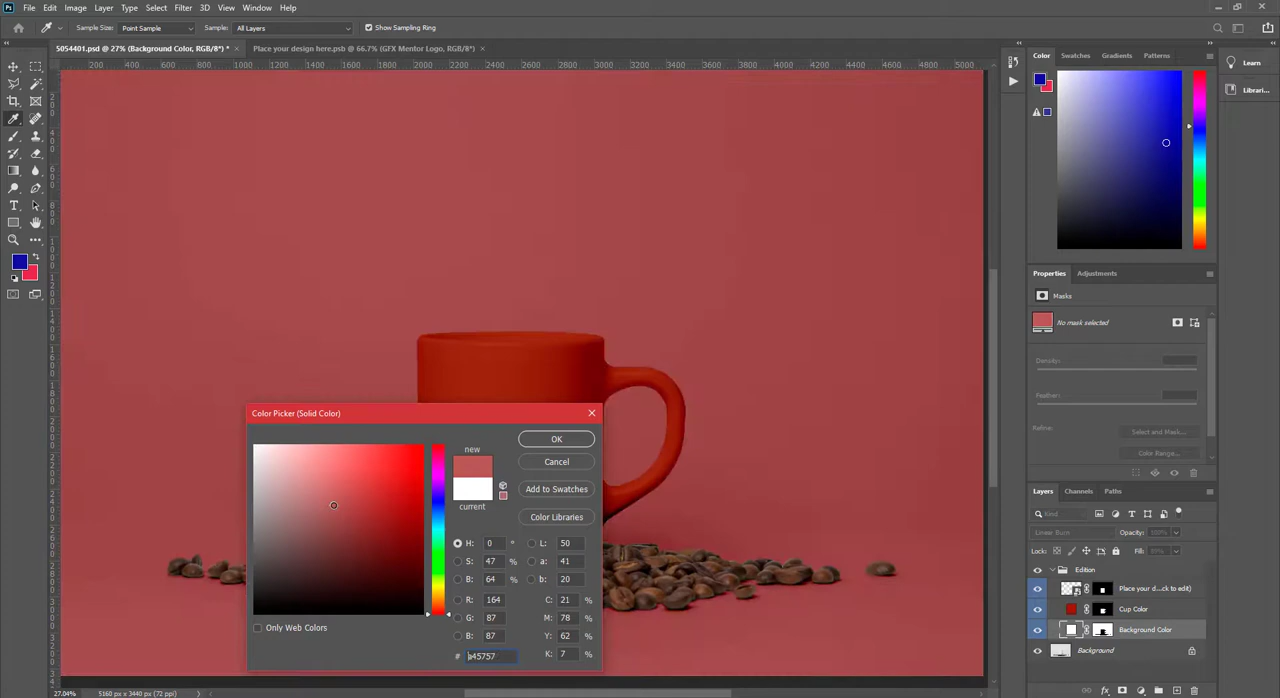 Ps File Edit Image Layer Type Select Filter 3D View Window Help
Sample Size: Point Sample Sample: All Layers Show Sampling Ring
5054401.psd @ 27% (Background Color, RGB/8*) * × Place your design here.psb @ 66.7% (GFX Mentor Logo, RGB/8*) ×
200 400 600 800 1000 1200 1400 1600 1800 2000 2200 2400 2600 2800 3000 3200 3400 3600 3800 4000 4200 4400 4600 4800 5000
Color Swatches Gradients Patterns
Learn
Librari...
Properties Adjustments
Masks
No mask selected
Density:
Feather:
Refine:
Select and Mask...
Color Range...
Layers Channels Paths
Kind
Linear Burn Opacity: 100%
Lock: Fill: 89%
Edition
Place your d...ck to edit)
Cup Color
Background Color
Background
Color Picker (Solid Color)
new
current
OK
Cancel
Add to Swatches
Color Libraries
H: 0 ° L: 50
S: 47 % a: 41
B: 64 % b: 20
R: 164 C: 21 %
G: 87 M: 78 %
B: 87 Y: 62 %
# a45757 K: 7 %
Only Web Colors
27.04% 5160 px x 3440 px (72 ppi)